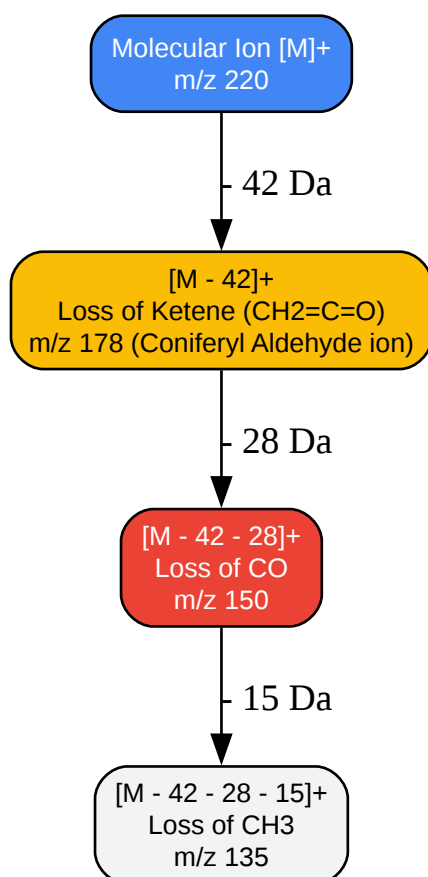 Molecular Ion [M]+
m/z 220
- 42 Da
[M - 42]+
Loss of Ketene (CH2=C=O)
m/z 178 (Coniferyl Aldehyde ion)
- 28 Da
[M - 42 - 28]+
Loss of CO
m/z 150
- 15 Da
[M - 42 - 28 - 15]+
Loss of CH3
m/z 135